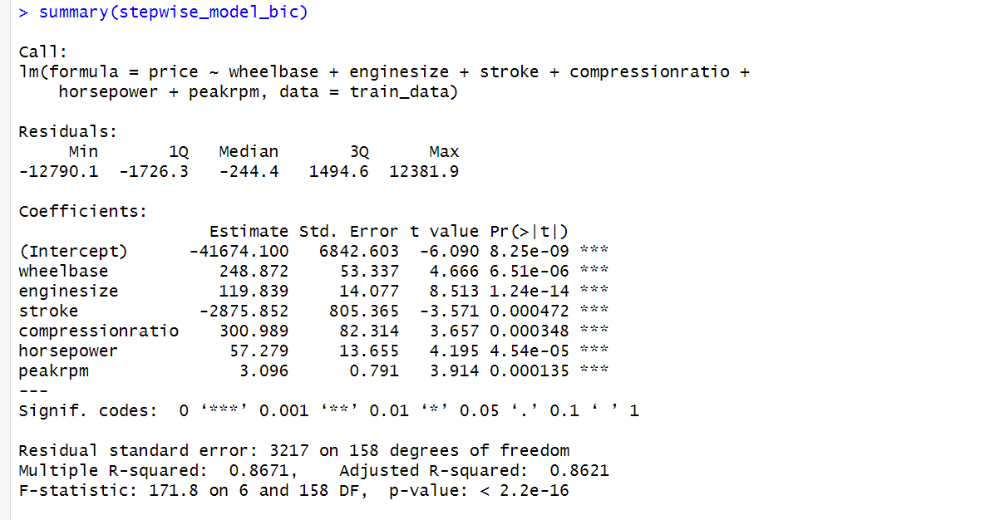 > summary(stepwise_model_bic)
Call:
lm(formula = price ~ wheelbase + enginesize + stroke + compressionratio +
    horsepower + peakrpm, data = train_data)
Residuals:
     Min       1Q   Median       3Q      Max
-12790.1  -1726.3   -244.4   1494.6  12381.9
Coefficients:
                   Estimate Std. Error t value Pr(>|t|)
(Intercept)      -41674.100   6842.603  -6.090 8.25e-09 ***
wheelbase           248.872     53.337   4.666 6.51e-06 ***
enginesize          119.839     14.077   8.513 1.24e-14 ***
stroke            -2875.852    805.365  -3.571 0.000472 ***
compressionratio    300.989     82.314   3.657 0.000348 ***
horsepower           57.279     13.655   4.195 4.54e-05 ***
peakrpm               3.096      0.791   3.914 0.000135 ***
---
Signif. codes:  0 ‘***’ 0.001 ‘**’ 0.01 ‘*’ 0.05 ‘.’ 0.1 ‘ ’ 1
Residual standard error: 3217 on 158 degrees of freedom
Multiple R-squared:  0.8671,    Adjusted R-squared:  0.8621
F-statistic: 171.8 on 6 and 158 DF,  p-value: < 2.2e-16